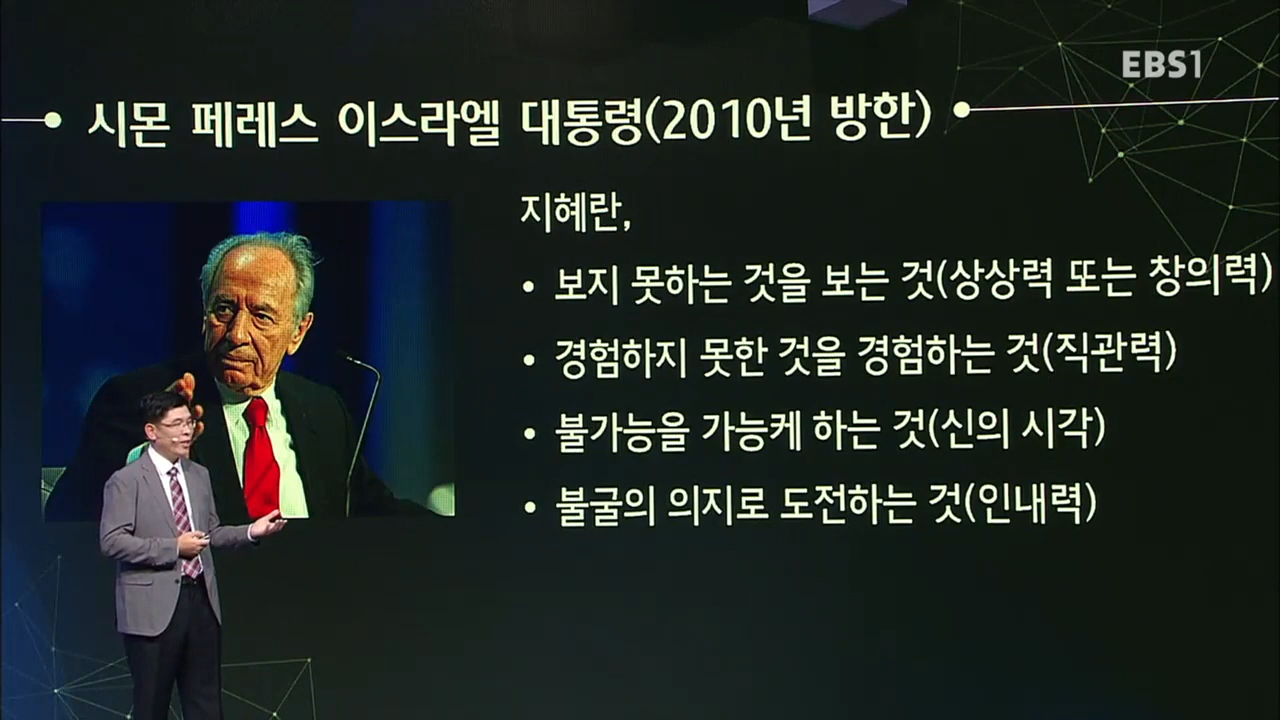 EBS1
시몬 페레스 이스라엘 대통령(2010년 방한)
지혜란,
• 보지 못하는 것을 보는 것(상상력 또는 창의력)
• 경험하지 못한 것을 경험하는 것(직관력)
• 불가능을 가능케 하는 것(신의 시각)
• 불굴의 의지로 도전하는 것(인내력)